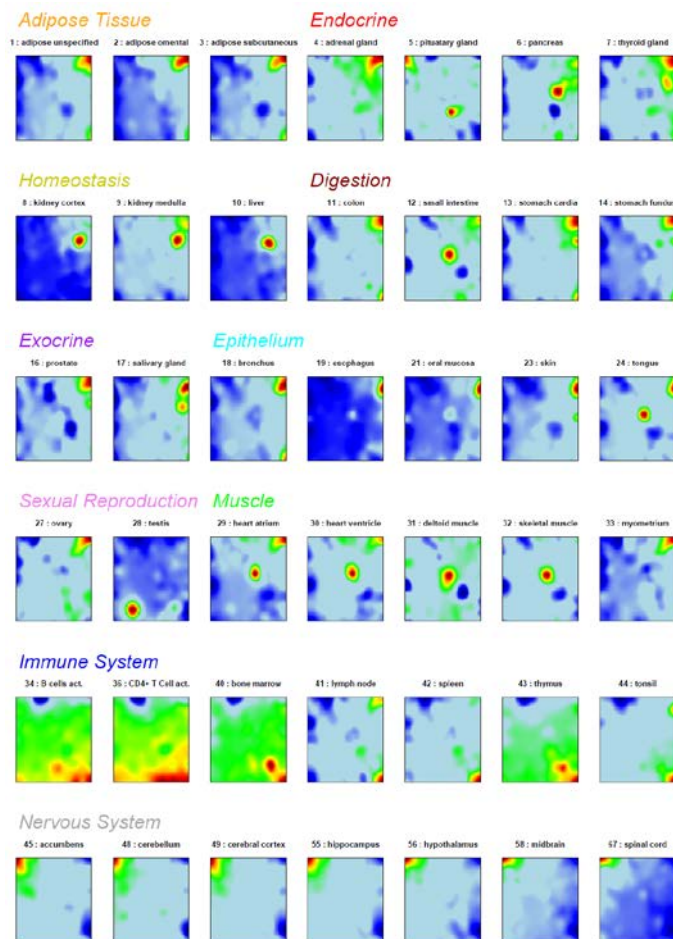 Adipose Tissue Endocrine
1 : adipose unspecified 2 : adipose omental 3 : adipose subcutaneous 4 : adrenal gland 5 : pituatary gland 6 : pancreas 7 : thyroid gland
Homeostasis Digestion
8 : kidney cortex 9 : kidney medulla 10 : liver 11 : colon 12 : small intestine 13 : stomach cardia 14 : stomach fundus
Exocrine Epithelium
16 : prostate 17 : salivary gland 18 : bronchus 19 : esophagus 21 : oral mucosa 23 : skin 24 : tongue
Sexual Reproduction Muscle
27 : ovary 28 : testis 29 : heart atrium 30 : heart ventricle 31 : deltoid muscle 32 : skeletal muscle 33 : myometrium
Immune System
34 : B cells act. 36 : CD4+ T Cell act. 40 : bone marrow 41 : lymph node 42 : spleen 43 : thymus 44 : tonsil
Nervous System
45 : accumbens 48 : cerebellum 49 : cerebral cortex 55 : hippocampus 56 : hypothalamus 58 : midbrain 67 : spinal cord